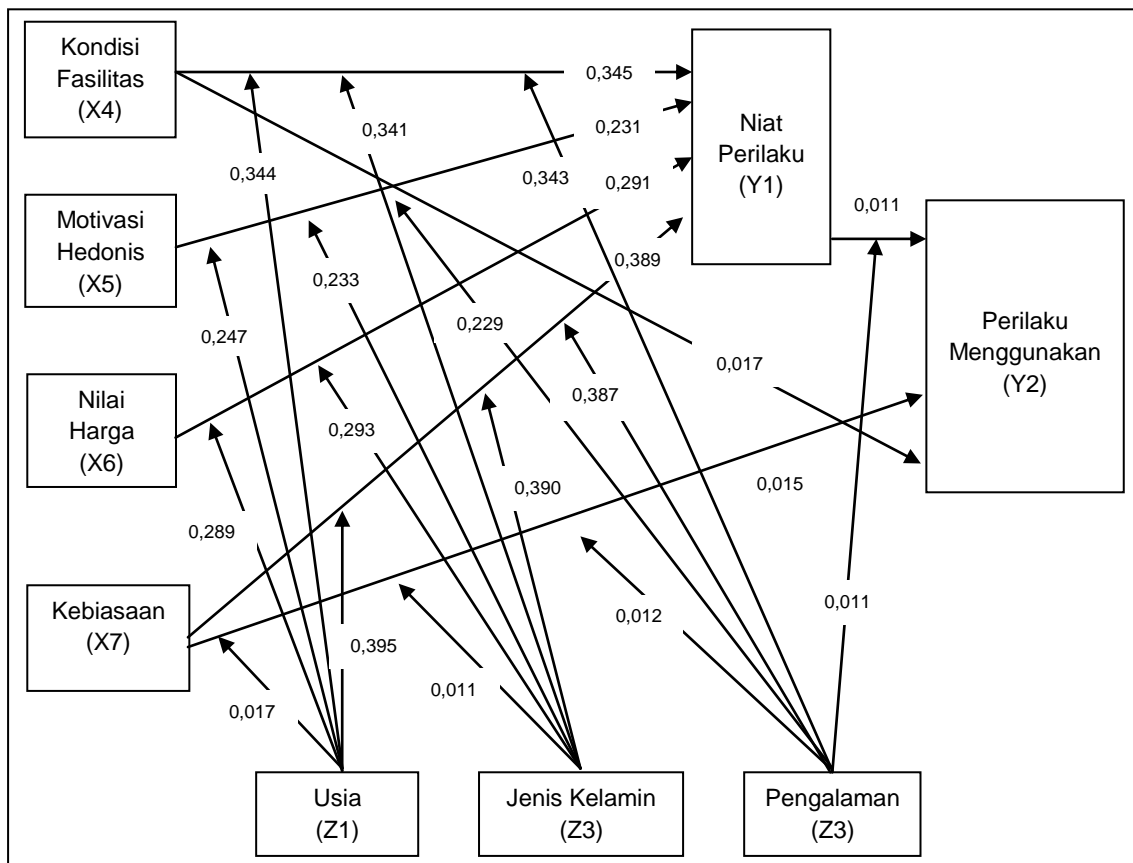 Kondisi
Fasilitas
(X4)
Motivasi
Hedonis
(X5)
Nilai
Harga
(X6)
Kebiasaan
(X7)
Niat
Perilaku
(Y1)
Perilaku
Menggunakan
(Y2)
Usia
(Z1)
Jenis Kelamin
(Z3)
Pengalaman
(Z3)
0,345
0,231
0,341
0,344
0,343
0,291
0,011
0,389
0,233
0,247
0,229
0,017
0,387
0,293
0,390
0,015
0,289
0,011
0,012
0,395
0,011
0,017